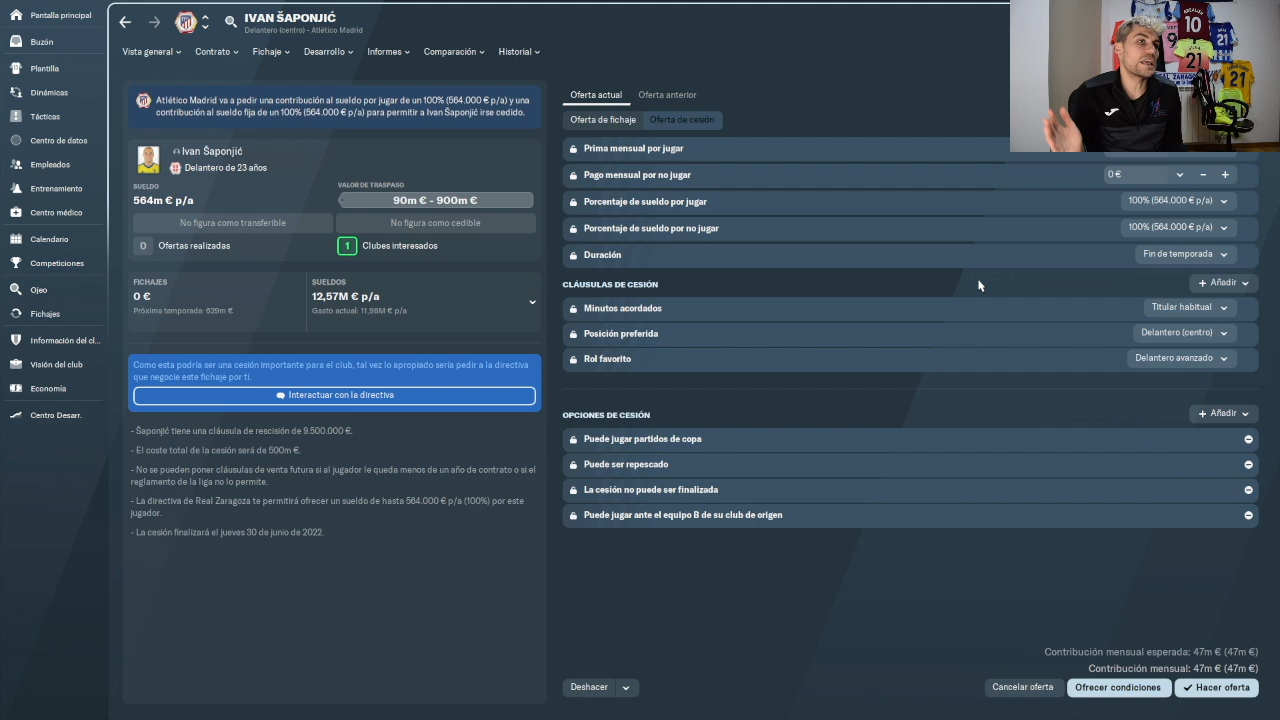 Pantalla principal
Buzón
Plantilla
Dinámicas
Tácticas
Centro de datos
Empleados
Entrenamiento
Centro médico
Calendario
Competiciones
Ojeo
Fichajes
Información del cl...
Visión del club
Economía
Centro Desarr.
IVAN ŠAPONJIĆ
Delantero (centro) - Atlético Madrid
Vista general
Contrato
Fichaje
Desarrollo
Informes
Comparación
Historial
Atlético Madrid va a pedir una contribución al sueldo por jugar de un 100% (564.000 € p/a) y una
contribución al sueldo fija de un 100% (564.000 € p/a) para permitir a Ivan Šaponjić irse cedido.
Ivan Šaponjić
Delantero de 23 años
SUELDO
564m € p/a
VALOR DE TRASPASO
90m € - 900m €
No figura como transferible
No figura como cedible
0 Ofertas realizadas
1 Clubes interesados
FICHAJES
0 €
Próxima temporada: 629m €
SUELDOS
12,57M € p/a
Gasto actual: 11,98M € p/a
Como esta podría ser una cesión importante para el club, tal vez lo apropiado sería pedir a la directiva
que negocie este fichaje por ti.
Interactuar con la directiva
- Šaponjić tiene una cláusula de rescisión de 9.500.000 €.
- El coste total de la cesión será de 500m €.
- No se pueden poner cláusulas de venta futura si al jugador le queda menos de un año de contrato o si el
reglamento de la liga no lo permite.
- La directiva de Real Zaragoza te permitirá ofrecer un sueldo de hasta 564.000 € p/a (100%) por este
jugador.
- La cesión finalizará el jueves 30 de junio de 2022.
Oferta actual
Oferta anterior
Oferta de fichaje
Oferta de cesión
Prima mensual por jugar
Pago mensual por no jugar
0 €
Porcentaje de sueldo por jugar
100% (564.000 € p/a)
Porcentaje de sueldo por no jugar
100% (564.000 € p/a)
Duración
Fin de temporada
CLÁUSULAS DE CESIÓN
+ Añadir
Minutos acordados
Titular habitual
Posición preferida
Delantero (centro)
Rol favorito
Delantero avanzado
OPCIONES DE CESIÓN
+ Añadir
Puede jugar partidos de copa
Puede ser repescado
La cesión no puede ser finalizada
Puede jugar ante el equipo B de su club de origen
Contribución mensual esperada: 47m € (47m €)
Contribución mensual: 47m € (47m €)
Deshacer
Cancelar oferta
Ofrecer condiciones
Hacer oferta
10
21
21
21